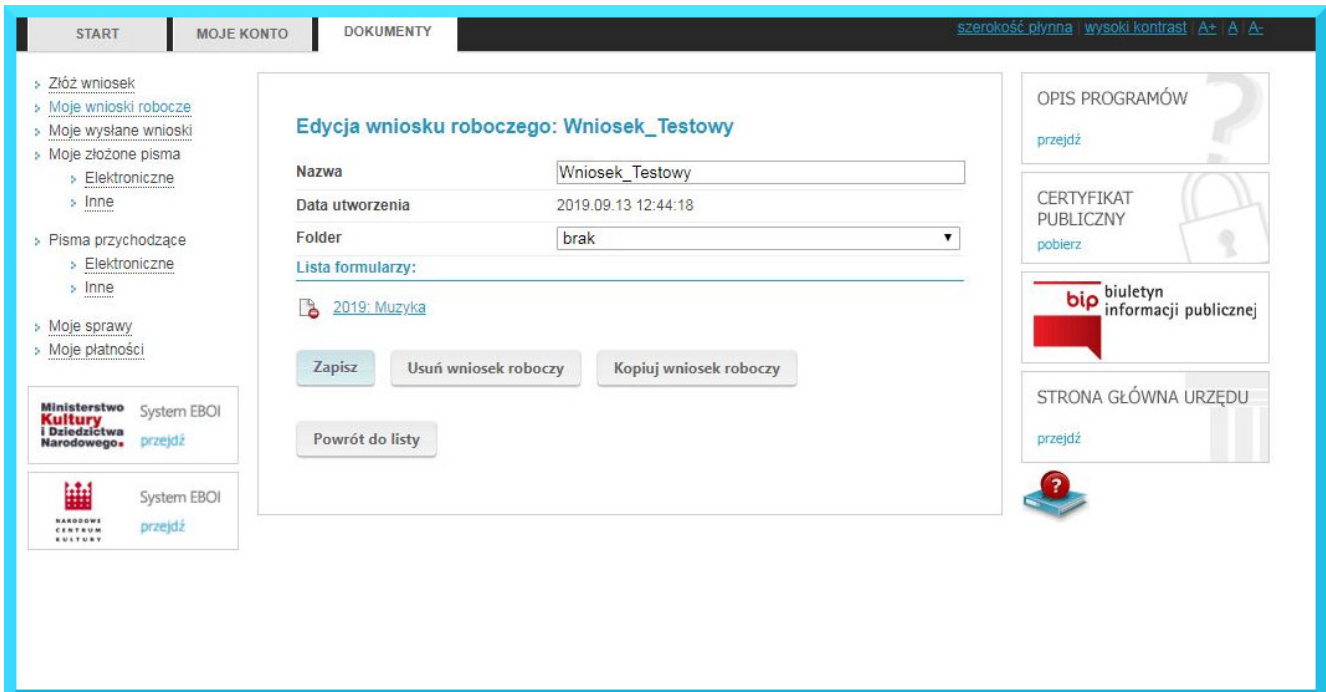 START MOJE KONTO DOKUMENTY szerokość płynna | wysoki kontrast | A+ | A | A-
Złóż wniosek
Moje wnioski robocze
Moje wysłane wnioski
Moje złożone pisma
Elektroniczne
Inne
Pisma przychodzące
Elektroniczne
Inne
Moje sprawy
Moje płatności
Ministerstwo
Kultury
i Dziedzictwa
Narodowego.
System EBOI
przejdź
NARODOWE
CENTRUM
KULTURY
System EBOI
przejdź
Edycja wniosku roboczego: Wniosek_Testowy
Nazwa Wniosek_Testowy
Data utworzenia 2019.09.13 12:44:18
Folder brak
Lista formularzy:
2019: Muzyka
Zapisz Usuń wniosek roboczy Kopiuj wniosek roboczy
Powrót do listy
OPIS PROGRAMÓW
przejdź
CERTYFIKAT
PUBLICZNY
pobierz
bip biuletyn
informacji publicznej
STRONA GŁÓWNA URZĘDU
przejdź
?